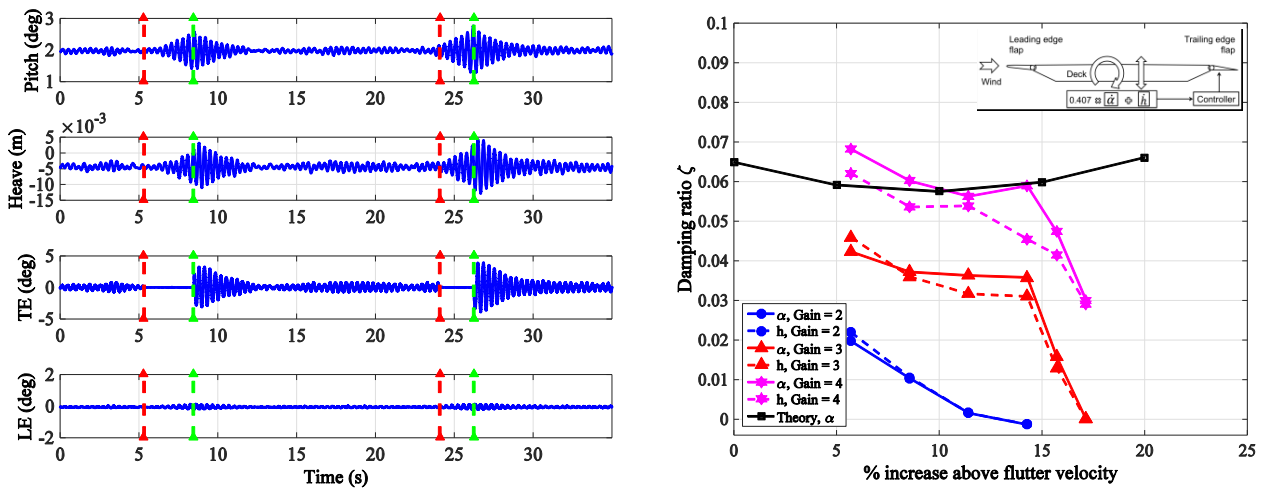 Pitch (deg)
3
2
1
0 5 10 15 20 25 30
×10⁻³
Heave (m)
5
0
-5
-10
-15
0 5 10 15 20 25 30
TE (deg)
5
0
-5
0 5 10 15 20 25 30
LE (deg)
2
0
-2
0 5 10 15 20 25 30
Time (s)
Damping ratio ζ
0.1
0.09
0.08
0.07
0.06
0.05
0.04
0.03
0.02
0.01
0
0 5 10 15 20 25
% increase above flutter velocity
Leading edge
flap
Trailing edge
flap
Wind
Deck
0.407 ⊗ α̇ ⊕ ḣ
Controller
α, Gain = 2
h, Gain = 2
α, Gain = 3
h, Gain = 3
α, Gain = 4
h, Gain = 4
Theory, α